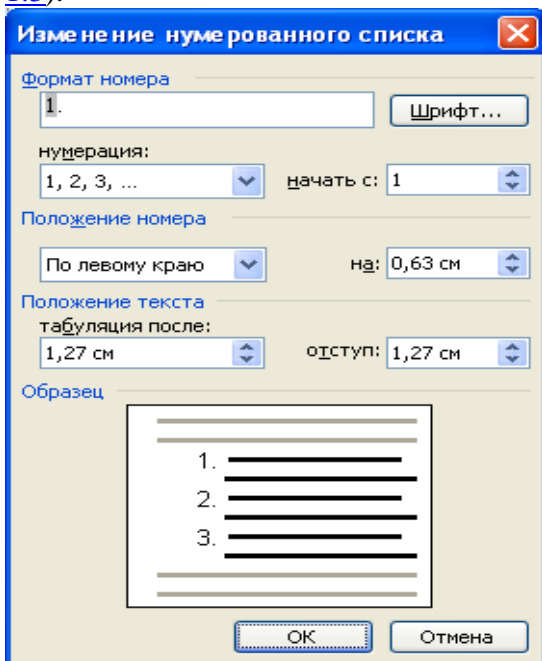 Изменение нумерованного списка
Формат номера
1.
Шрифт...
нумерация:
1, 2, 3, ...
начать с: 1
Положение номера
По левому краю
на: 0,63 см
Положение текста
табуляция после:
1,27 см
отступ: 1,27 см
Образец
1.
2.
3.
ОК
Отмена